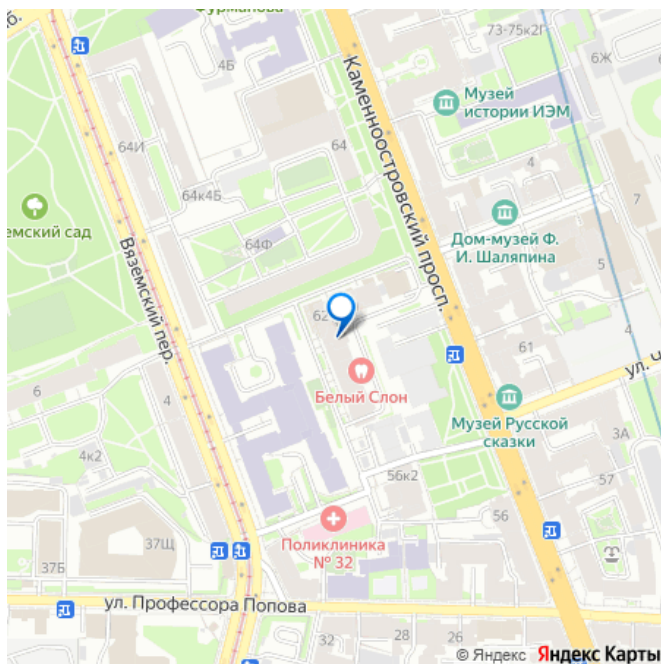 Фурманова
73-75к2Г
6Ж
4Б
Музей
истории ИЭМ
64И
64
4
64к4Б
7
Каменноостровский просп.
Дом-музей Ф.
И. Шаляпина
емский сад
64Ф
5
Вяземский пер.
62
4
61
ул. Ч
6
Белый Слон
4
Музей Русской
сказки
3А
4к2
56к2
57
56
37Щ
Поликлиника
№ 32
37Б
ул. Профессора Попова
32
28
26
© Яндекс Яндекс Карты